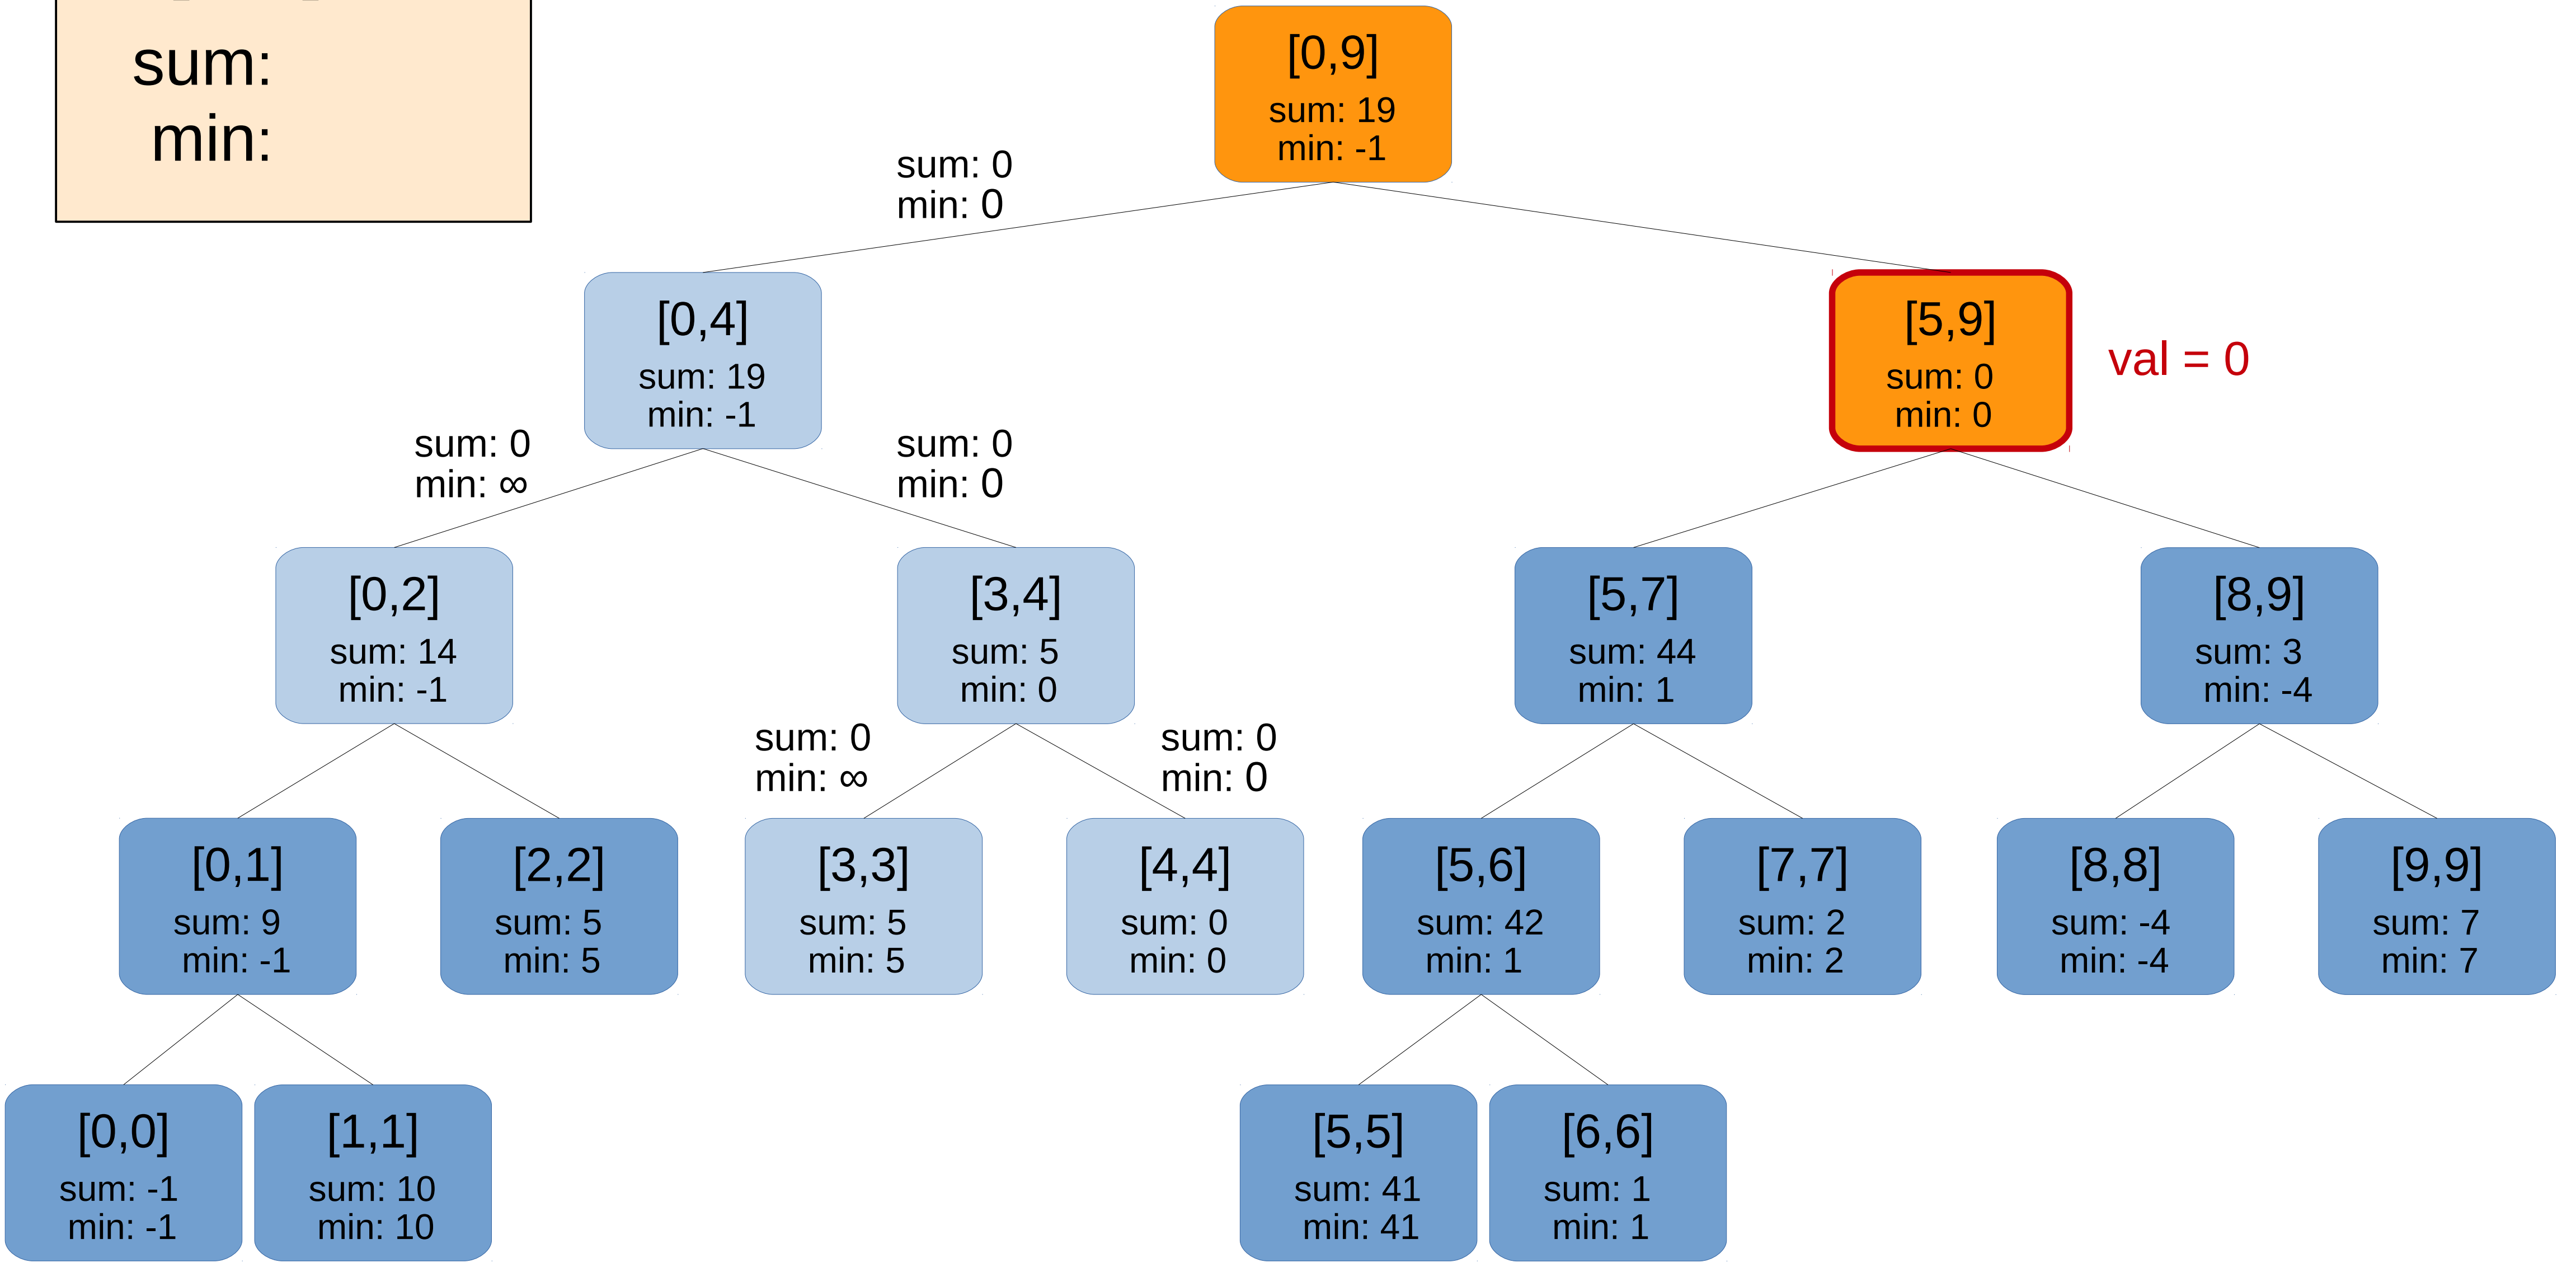 sum:
min:
[0,9]
sum: 19
min: -1
sum: 0
min: 0
[0,4]
sum: 19
min: -1
[5,9]
sum: 0
min: 0
val = 0
sum: 0
min: ∞
sum: 0
min: 0
[0,2]
sum: 14
min: -1
[3,4]
sum: 5
min: 0
[5,7]
sum: 44
min: 1
[8,9]
sum: 3
min: -4
sum: 0
min: ∞
sum: 0
min: 0
[0,1]
sum: 9
min: -1
[2,2]
sum: 5
min: 5
[3,3]
sum: 5
min: 5
[4,4]
sum: 0
min: 0
[5,6]
sum: 42
min: 1
[7,7]
sum: 2
min: 2
[8,8]
sum: -4
min: -4
[9,9]
sum: 7
min: 7
[0,0]
sum: -1
min: -1
[1,1]
sum: 10
min: 10
[5,5]
sum: 41
min: 41
[6,6]
sum: 1
min: 1